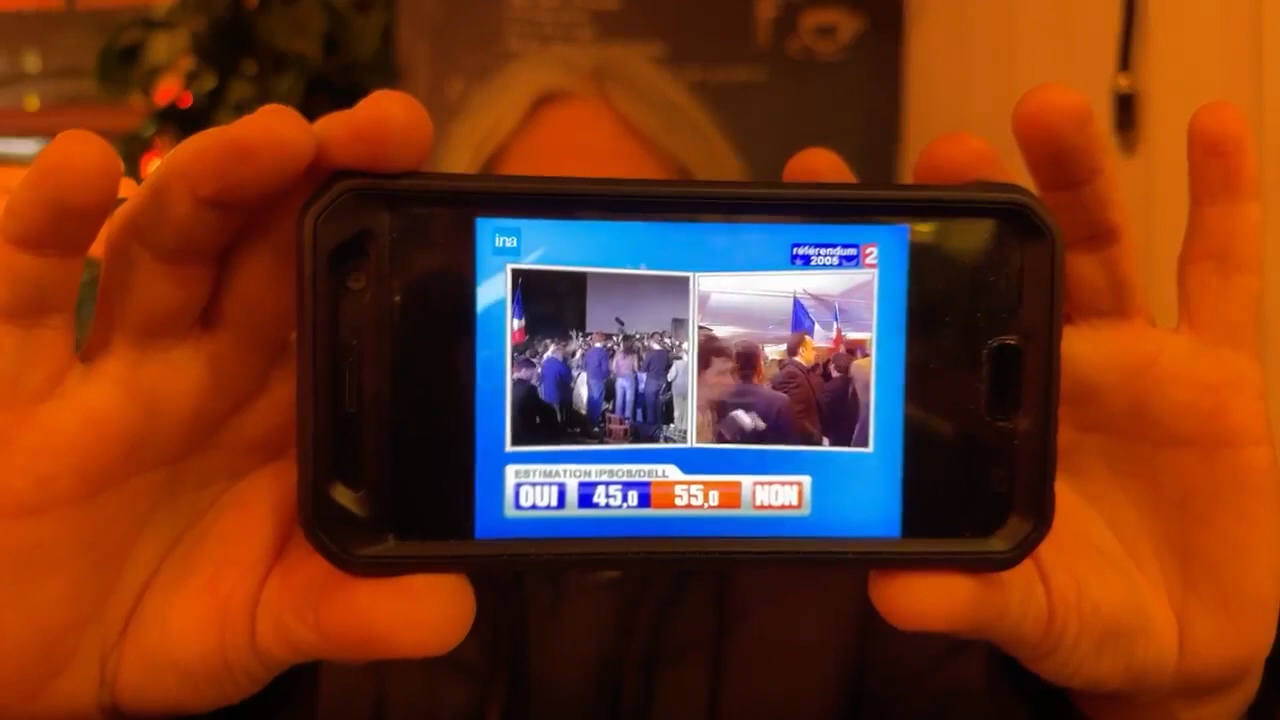 ina
référendum
2005
2
ESTIMATION IPSOS/DELL
OUI 45,0 55,0 NON